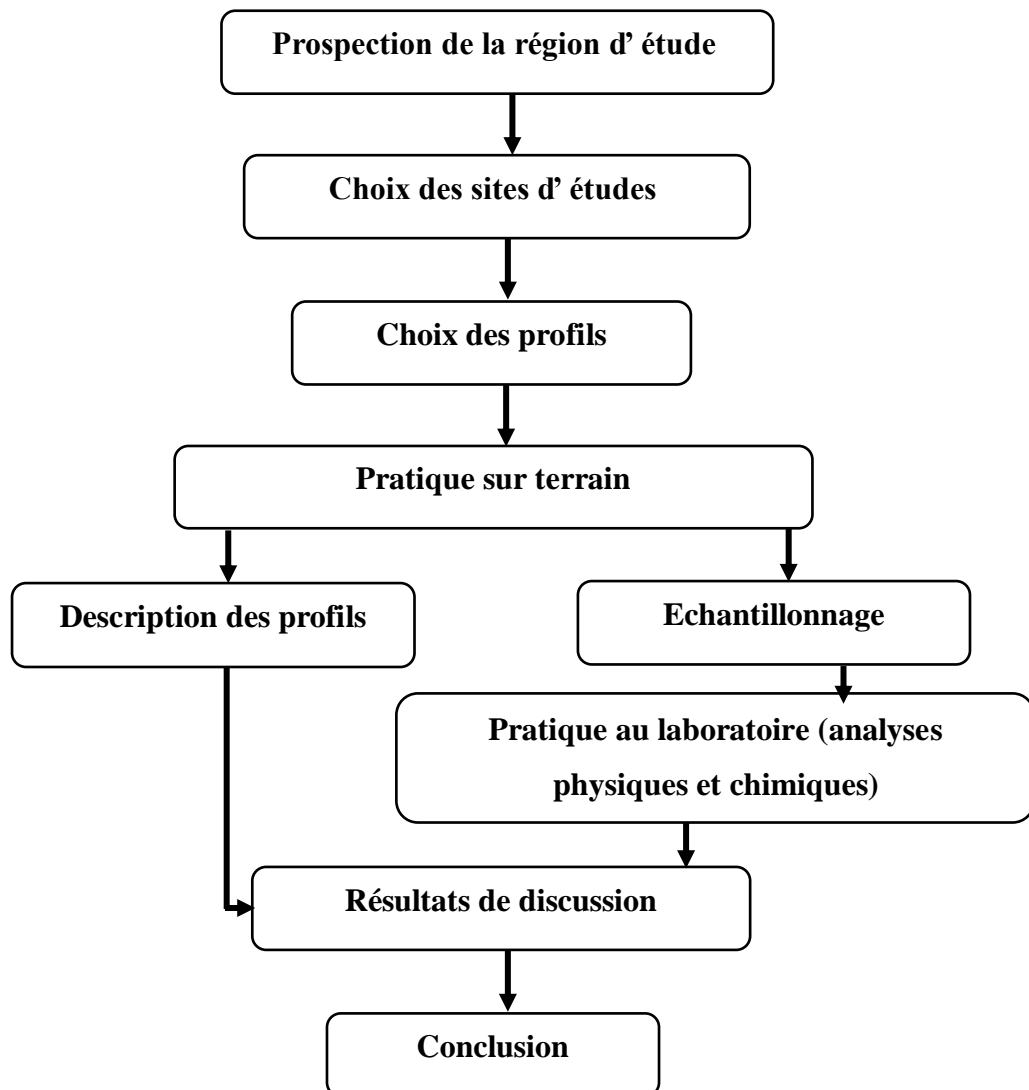 Prospection de la région d’ étude
Choix des sites d’ études
Choix des profils
Pratique sur terrain
Description des profils
Echantillonnage
Pratique au laboratoire (analyses
physiques et chimiques)
Résultats de discussion
Conclusion